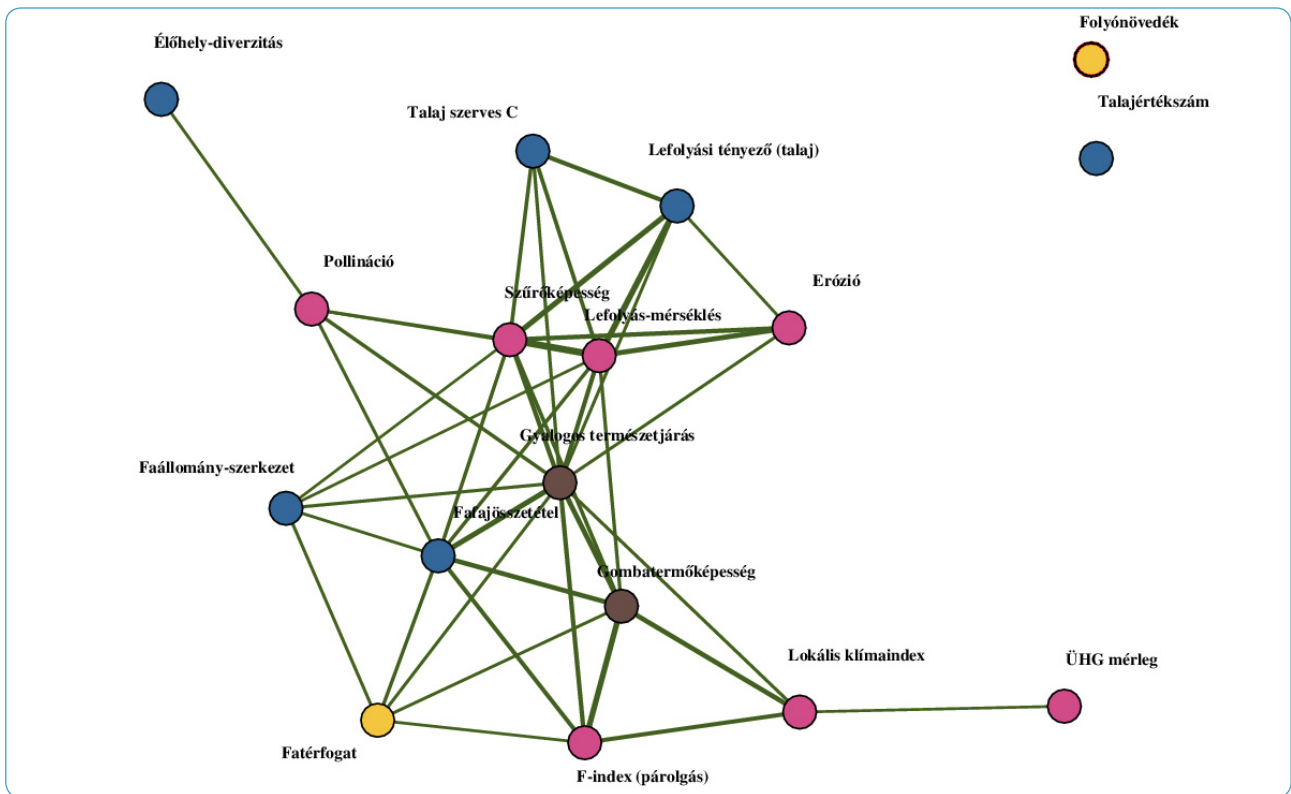 Folyónövedék
Élőhely-diverzitás
Talajértékszám
Talaj szerves C
Lefolyási tényező (talaj)
Pollináció
Erózió
Szűrőképesség
Lefolyás-mérséklés
Gyalogos természetjárás
Faállomány-szerkezet
Fafajösszetétel
Gombatermőképesség
Lokális klímaindex
ÜHG mérleg
Fatérfogat
F-index (párolgás)